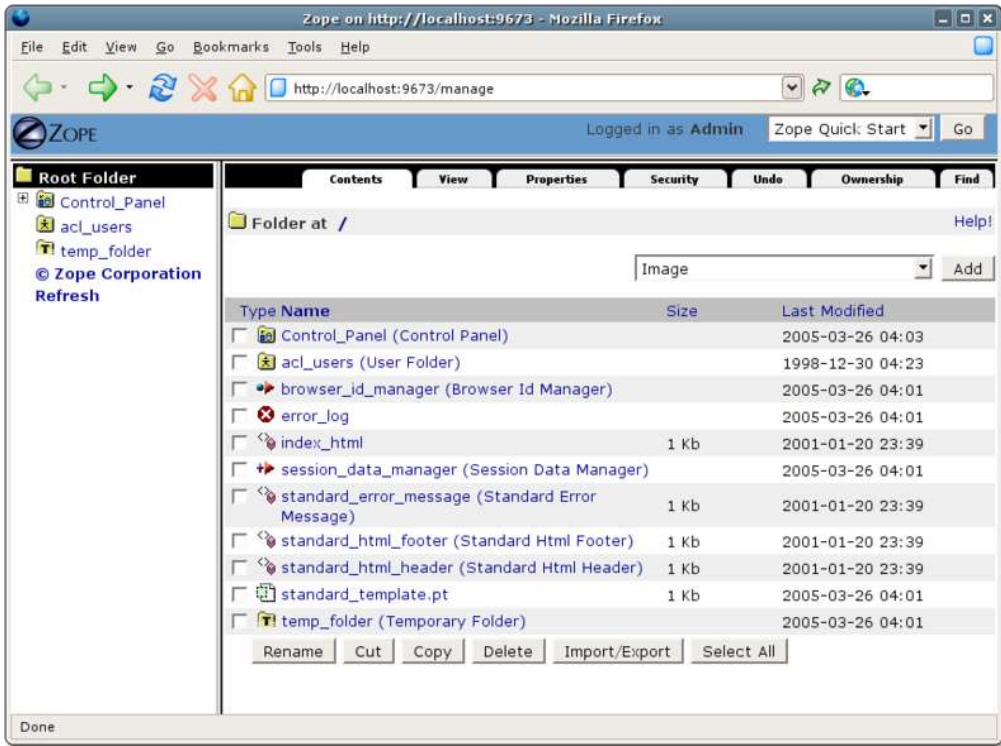 Zope on http://localhost:9673 - Mozilla Firefox
File Edit View Go Bookmarks Tools Help
http://localhost:9673/manage
ZOPE Logged in as Admin Zope Quick Start Go
Root Folder
Control_Panel
acl_users
temp_folder
© Zope Corporation
Refresh
Contents View Properties Security Undo Ownership Find
Folder at / Help!
Image Add
Type Name Size Last Modified
Control_Panel (Control Panel) 2005-03-26 04:03
acl_users (User Folder) 1998-12-30 04:23
browser_id_manager (Browser Id Manager) 2005-03-26 04:01
error_log 2005-03-26 04:01
index_html 1 Kb 2001-01-20 23:39
session_data_manager (Session Data Manager) 2005-03-26 04:01
standard_error_message (Standard Error
Message) 1 Kb 2001-01-20 23:39
standard_html_footer (Standard Html Footer) 1 Kb 2001-01-20 23:39
standard_html_header (Standard Html Header) 1 Kb 2001-01-20 23:39
standard_template.pt 1 Kb 2005-03-26 04:01
temp_folder (Temporary Folder) 2005-03-26 04:01
Rename Cut Copy Delete Import/Export Select All
Done